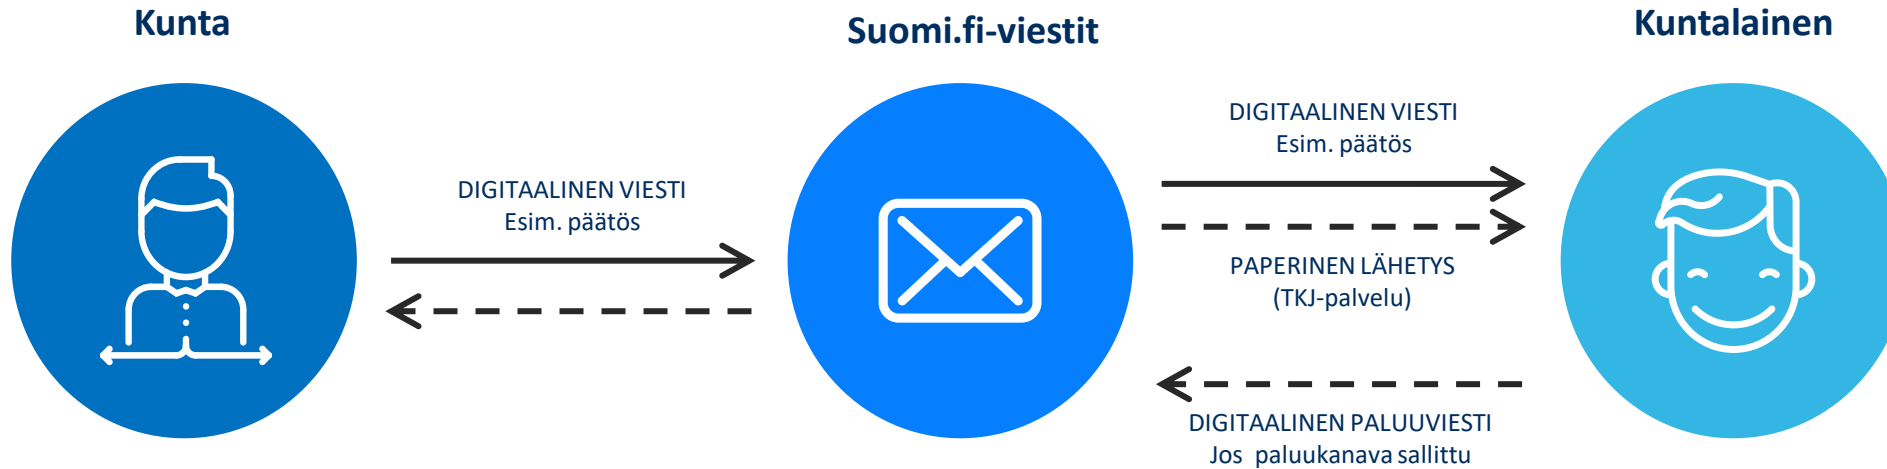 Kunta
Suomi.fi-viestit
Kuntalainen
DIGITAALINEN VIESTI
Esim. päätös
DIGITAALINEN VIESTI
Esim. päätös
PAPERINEN LÄHETYS
(TKJ-palvelu)
DIGITAALINEN PALUUVIESTI
Jos paluukanava sallittu